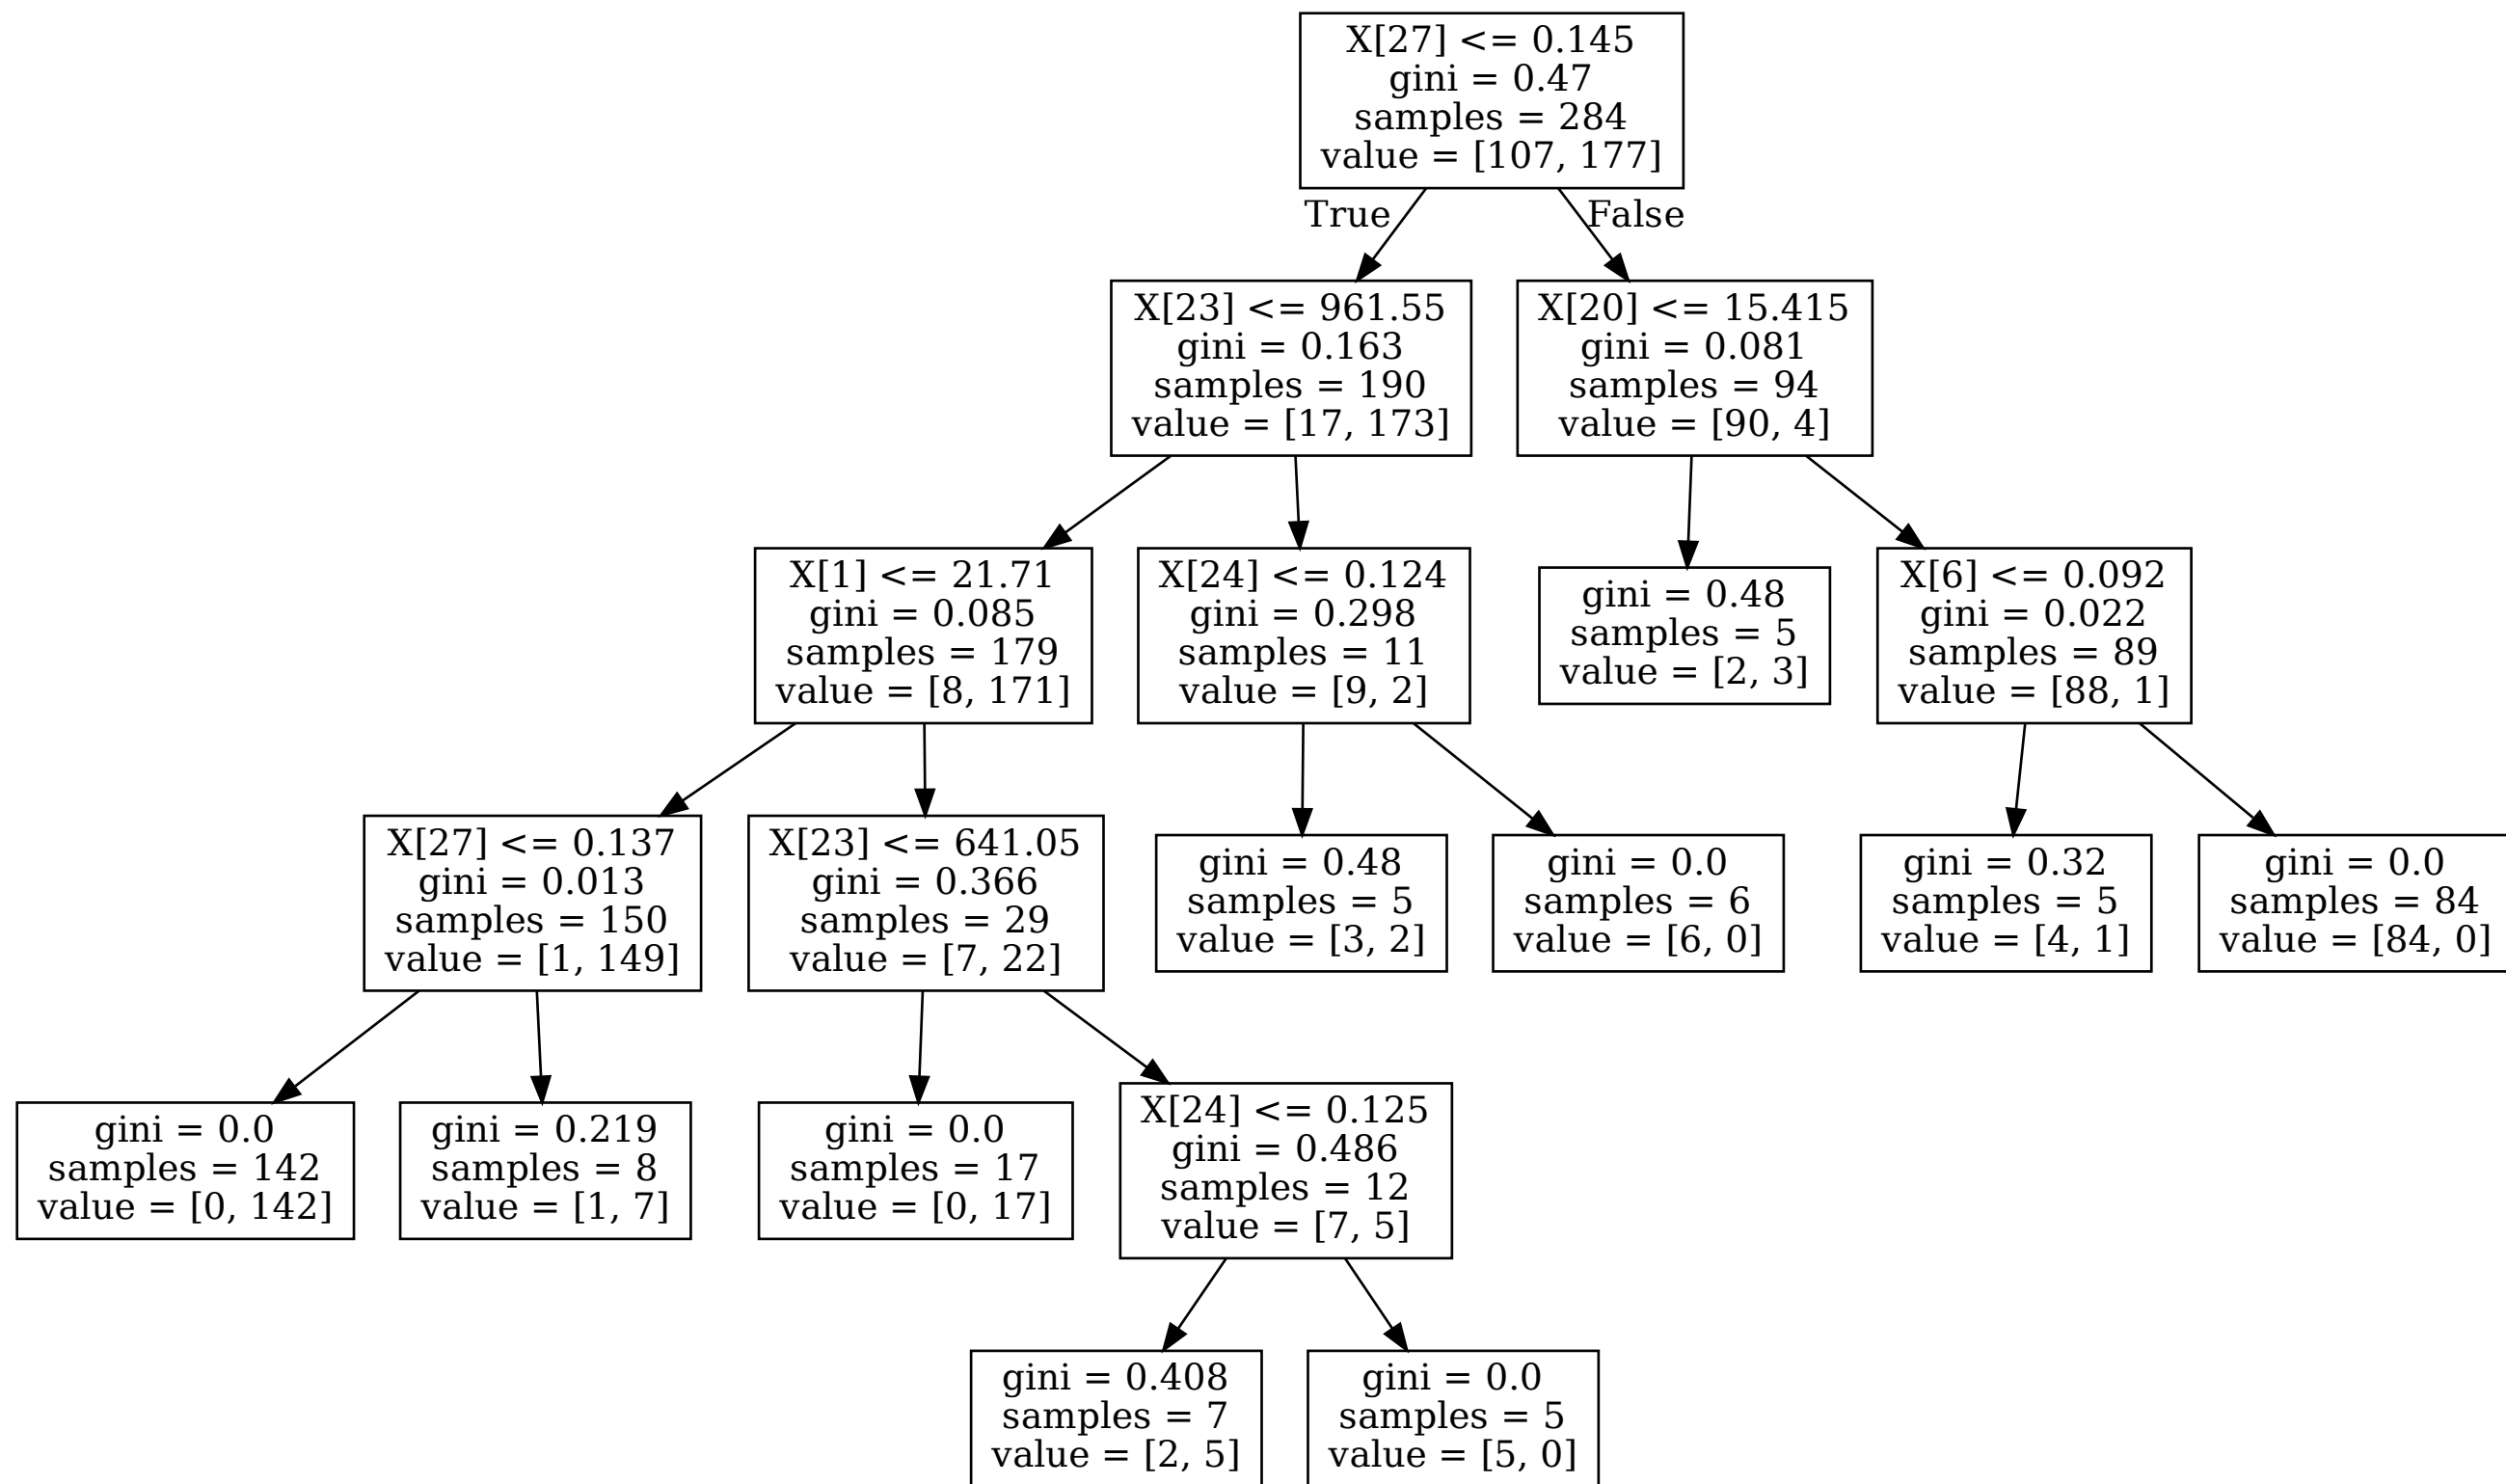 X[27] <= 0.145
gini = 0.47
samples = 284
value = [107, 177]
True
False
X[23] <= 961.55
gini = 0.163
samples = 190
value = [17, 173]
X[20] <= 15.415
gini = 0.081
samples = 94
value = [90, 4]
X[1] <= 21.71
gini = 0.085
samples = 179
value = [8, 171]
X[24] <= 0.124
gini = 0.298
samples = 11
value = [9, 2]
gini = 0.48
samples = 5
value = [2, 3]
X[6] <= 0.092
gini = 0.022
samples = 89
value = [88, 1]
X[27] <= 0.137
gini = 0.013
samples = 150
value = [1, 149]
X[23] <= 641.05
gini = 0.366
samples = 29
value = [7, 22]
gini = 0.48
samples = 5
value = [3, 2]
gini = 0.0
samples = 6
value = [6, 0]
gini = 0.32
samples = 5
value = [4, 1]
gini = 0.0
samples = 84
value = [84, 0]
gini = 0.0
samples = 142
value = [0, 142]
gini = 0.219
samples = 8
value = [1, 7]
gini = 0.0
samples = 17
value = [0, 17]
X[24] <= 0.125
gini = 0.486
samples = 12
value = [7, 5]
gini = 0.408
samples = 7
value = [2, 5]
gini = 0.0
samples = 5
value = [5, 0]